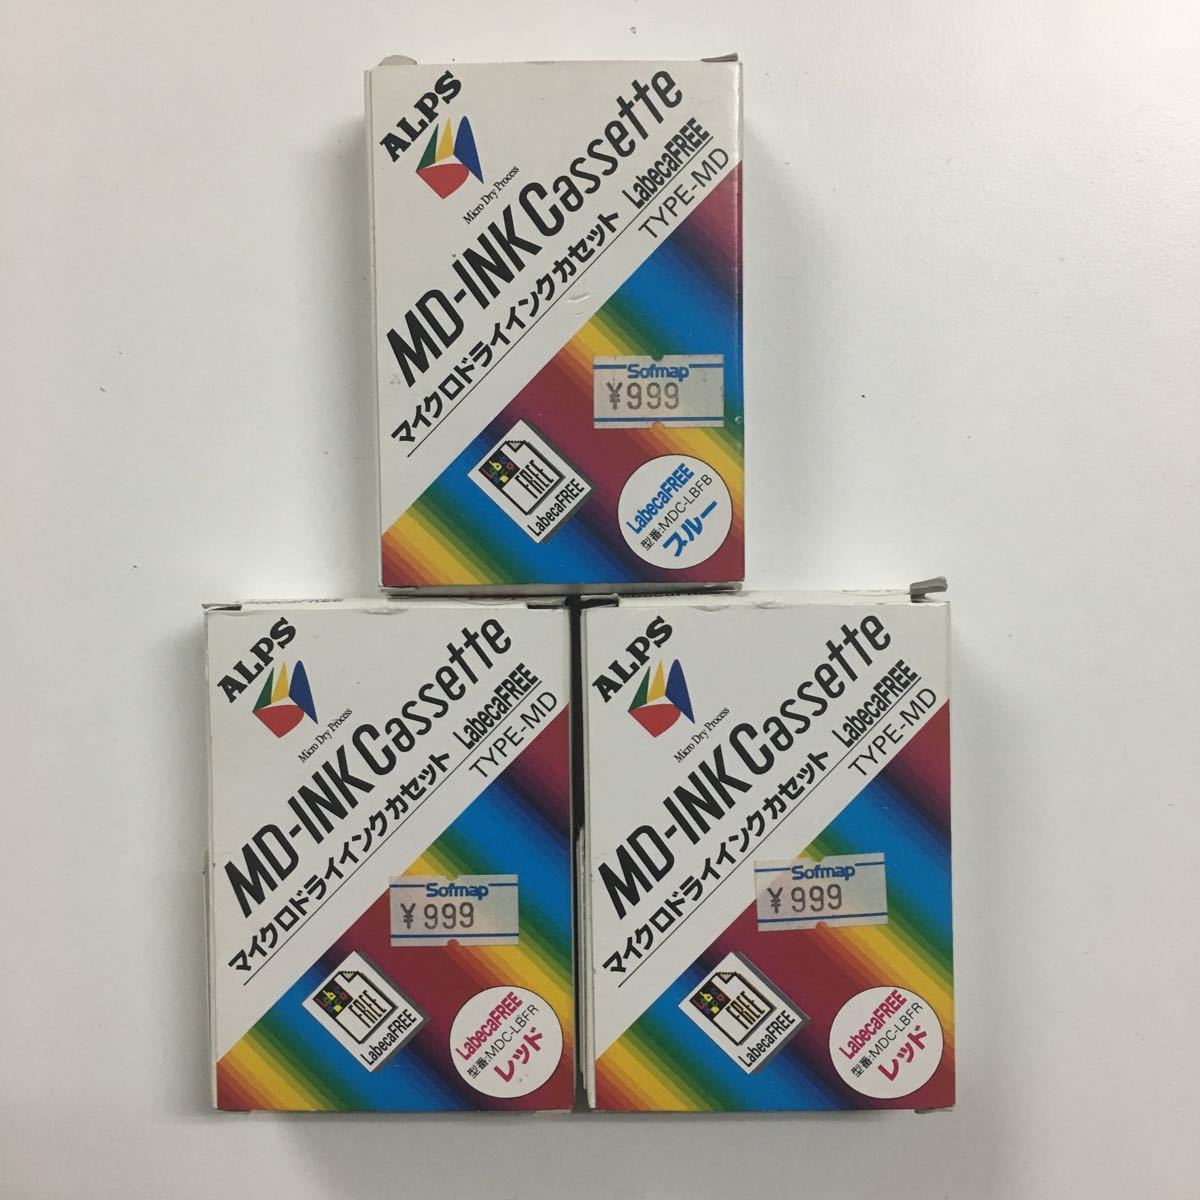 ALPS
Micro Dry Process
MD-INK Cassette
マイクロドライインクカセット LabecaFREE
TYPE-MD
Sofmap
¥999
FREE
LabecaFREE
LabecaFREE
型番:MDC-LBFB
ブルー
LabecaFREE
ALPS
Micro Dry Process
MD-INK Cassette
マイクロドライインクカセット LabecaFREE
TYPE-MD
Sofmap
¥999
FREE
LabecaFREE
LabecaFREE
型番:MDC-LBFR
レッド
ALPS
Micro Dry Process
MD-INK Cassette
マイクロドライインクカセット LabecaFREE
TYPE-MD
Sofmap
¥999
FREE
LabecaFREE
LabecaFREE
型番:MDC-LBFR
レッド